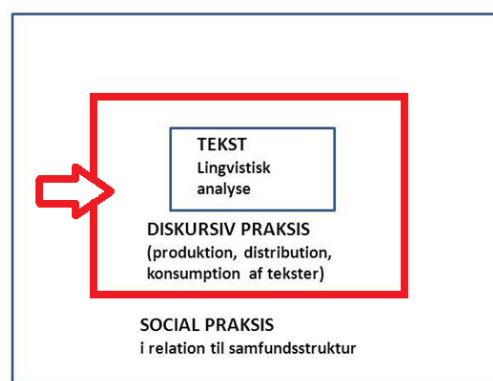 TEKST
Lingvistisk
analyse
DISKURSIV PRAKSIS
(produktion, distribution,
konsumption af tekster)
SOCIAL PRAKSIS
i relation til samfundsstruktur